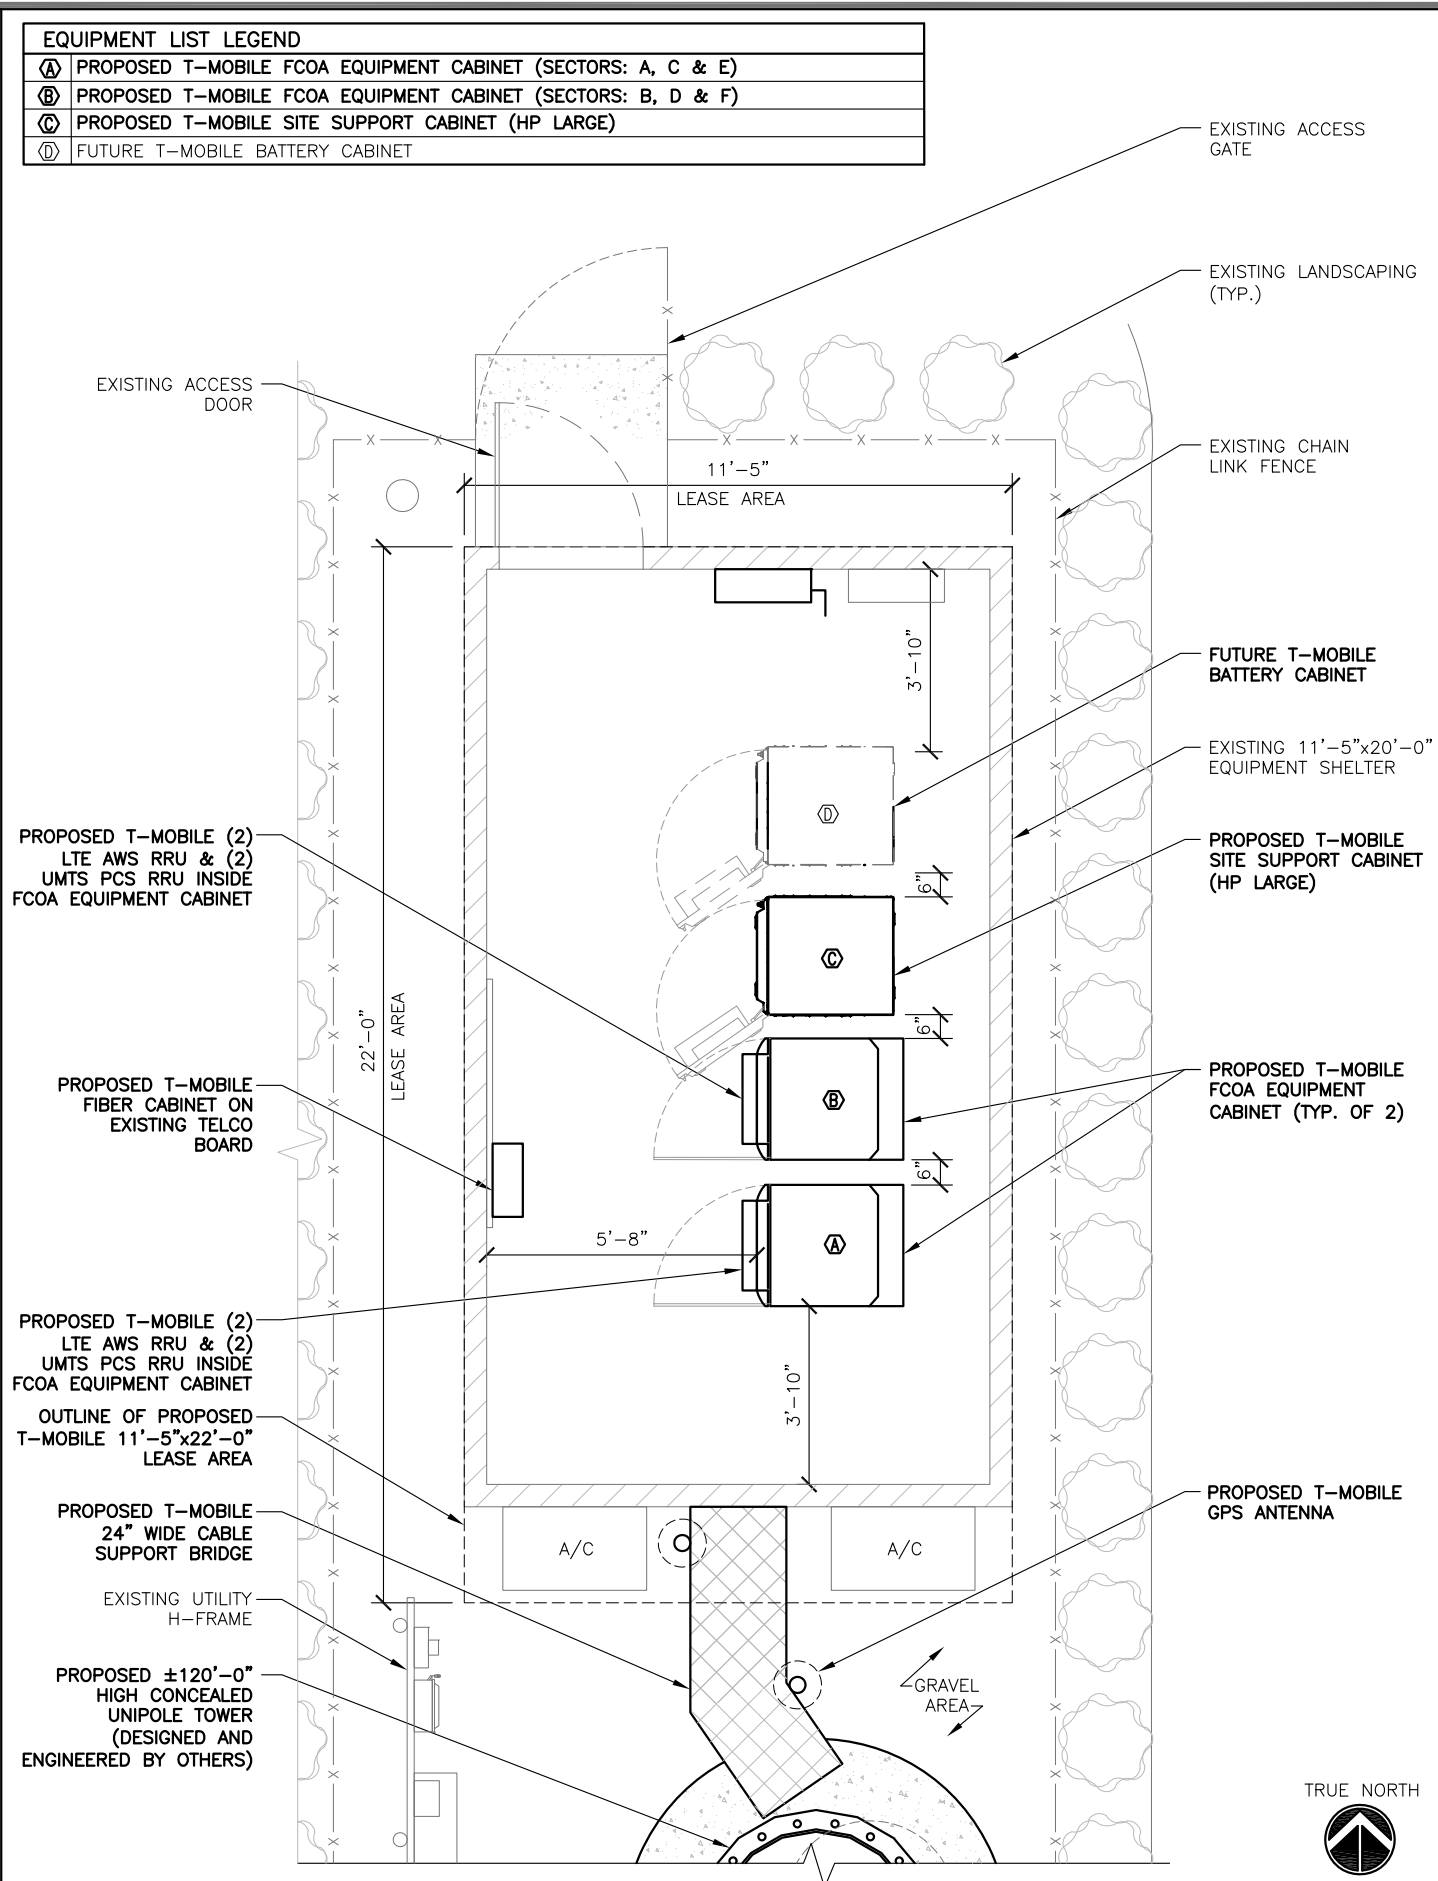 EQUIPMENT LIST LEGEND
A PROPOSED T-MOBILE FCOA EQUIPMENT CABINET (SECTORS: A, C & E)
B PROPOSED T-MOBILE FCOA EQUIPMENT CABINET (SECTORS: B, D & F)
C PROPOSED T-MOBILE SITE SUPPORT CABINET (HP LARGE)
D FUTURE T-MOBILE BATTERY CABINET
EXISTING ACCESS
GATE
EXISTING LANDSCAPING
(TYP.)
EXISTING ACCESS
DOOR
EXISTING CHAIN
LINK FENCE
11'-5"
LEASE AREA
3'-10"
FUTURE T-MOBILE
BATTERY CABINET
EXISTING 11'-5"x20'-0"
EQUIPMENT SHELTER
D
PROPOSED T-MOBILE (2)
LTE AWS RRU & (2)
UMTS PCS RRU INSIDE
FCOA EQUIPMENT CABINET
PROPOSED T-MOBILE
SITE SUPPORT CABINET
(HP LARGE)
6"
C
22'-0"
LEASE AREA
6"
PROPOSED T-MOBILE
FIBER CABINET ON
EXISTING TELCO
BOARD
B
PROPOSED T-MOBILE
FCOA EQUIPMENT
CABINET (TYP. OF 2)
6"
5'-8"
A
PROPOSED T-MOBILE (2)
LTE AWS RRU & (2)
UMTS PCS RRU INSIDE
FCOA EQUIPMENT CABINET
3'-10"
OUTLINE OF PROPOSED
T-MOBILE 11'-5"x22'-0"
LEASE AREA
PROPOSED T-MOBILE
24" WIDE CABLE
SUPPORT BRIDGE
PROPOSED T-MOBILE
GPS ANTENNA
A/C
A/C
EXISTING UTILITY
H-FRAME
PROPOSED ±120'-0"
HIGH CONCEALED
UNIPOLE TOWER
(DESIGNED AND
ENGINEERED BY OTHERS)
GRAVEL
AREA
TRUE NORTH